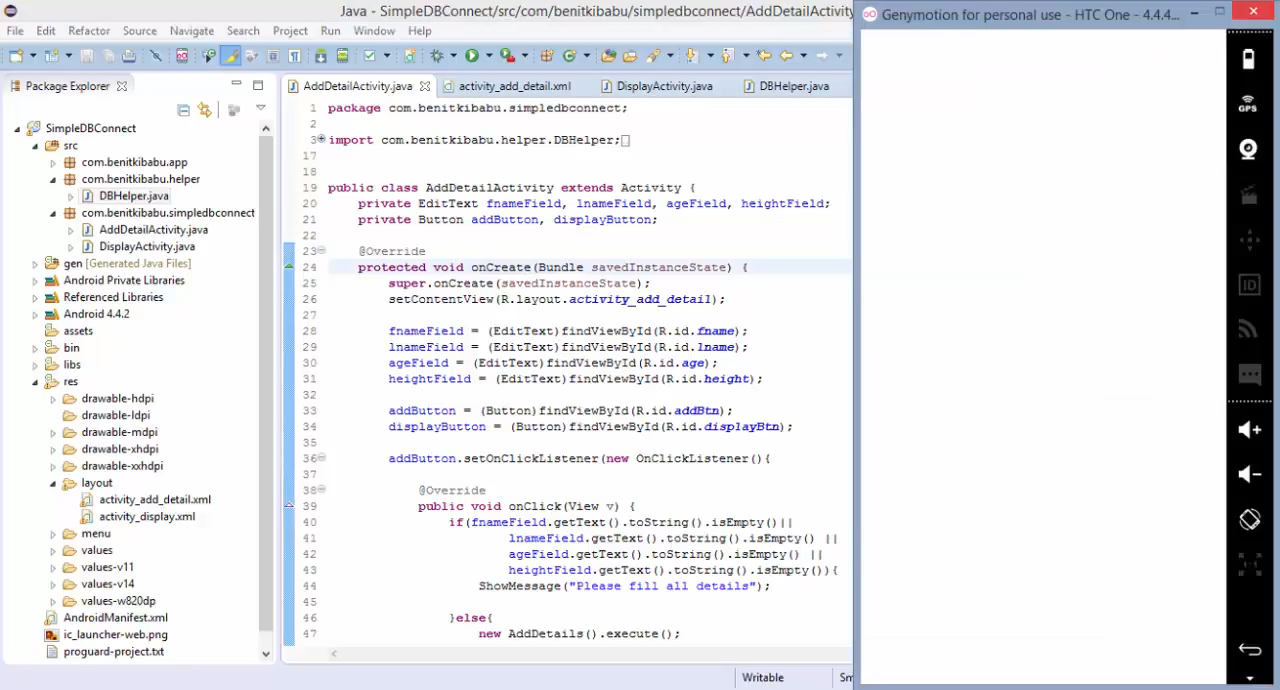 Java - SimpleDBConnect/src/com/benitkibabu/simpledbconnect/AddDetailActivity
Genymotion for personal use - HTC One - 4.4.4...
File Edit Refactor Source Navigate Search Project Run Window Help
Package Explorer
AddDetailActivity.java
activity_add_detail.xml
DisplayActivity.java
DBHelper.java
SimpleDBConnect
src
com.benitkibabu.app
com.benitkibabu.helper
DBHelper.java
com.benitkibabu.simpledbconnect
AddDetailActivity.java
DisplayActivity.java
gen [Generated Java Files]
Android Private Libraries
Referenced Libraries
Android 4.4.2
assets
bin
libs
res
drawable-hdpi
drawable-ldpi
drawable-mdpi
drawable-xhdpi
drawable-xxhdpi
layout
activity_add_detail.xml
activity_display.xml
menu
values
values-v11
values-v14
values-w820dp
AndroidManifest.xml
ic_launcher-web.png
proguard-project.txt
1 package com.benitkibabu.simpledbconnect;
2
3 import com.benitkibabu.helper.DBHelper;
17
18
19 public class AddDetailActivity extends Activity {
20 private EditText fnameField, lnameField, ageField, heightField;
21 private Button addButton, displayButton;
22
23 @Override
24 protected void onCreate(Bundle savedInstanceState) {
25 super.onCreate(savedInstanceState);
26 setContentView(R.layout.activity_add_detail);
27
28 fnameField = (EditText)findViewById(R.id.fname);
29 lnameField = (EditText)findViewById(R.id.lname);
30 ageField = (EditText)findViewById(R.id.age);
31 heightField = (EditText)findViewById(R.id.height);
32
33 addButton = (Button)findViewById(R.id.addBtn);
34 displayButton = (Button)findViewById(R.id.displayBtn);
35
36 addButton.setOnClickListener(new OnClickListener(){
37
38 @Override
39 public void onClick(View v) {
40 if(fnameField.getText().toString().isEmpty()||
41 lnameField.getText().toString().isEmpty() ||
42 ageField.getText().toString().isEmpty() ||
43 heightField.getText().toString().isEmpty()){
44 ShowMessage("Please fill all details");
45
46 }else{
47 new AddDetails().execute();
Writable
Sm
GPS
ID